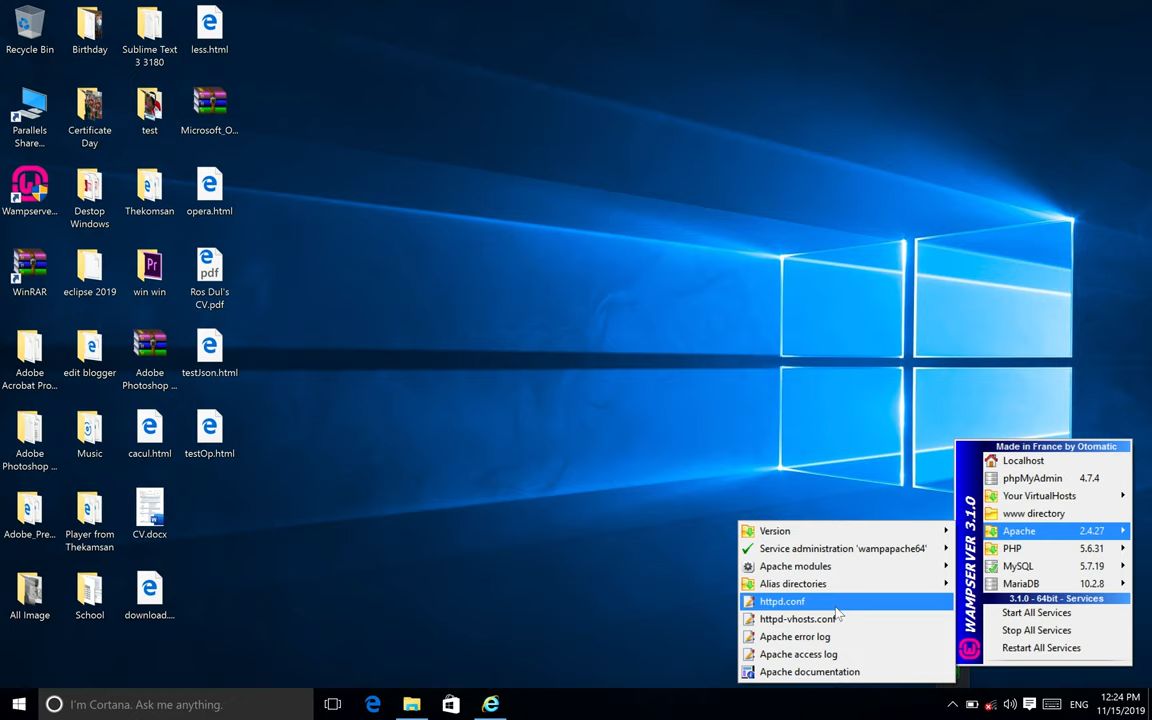 Recycle Bin
Birthday
Sublime Text
3 3180
less.html
Parallels
Share...
Certificate
Day
test
Microsoft_O...
Wampserve...
Destop
Windows
Thekomsan
opera.html
WinRAR
eclipse 2019
Pr
win win
pdf
Ros Dul's
CV.pdf
Adobe
Acrobat Pro...
edit blogger
Adobe
Photoshop ...
testJson.html
Adobe
Photoshop ...
Music
cacul.html
testOp.html
Adobe_Pre...
Player from
Thekamsan
CV.docx
All Image
School
download....
Made in France by Otomatic
Localhost
phpMyAdmin 4.7.4
Your VirtualHosts
www directory
Apache 2.4.27
PHP 5.6.31
MySQL 5.7.19
MariaDB 10.2.8
3.1.0 - 64bit - Services
Start All Services
Stop All Services
Restart All Services
WAMPSERVER 3.1.0
Version
Service administration 'wampapache64'
Apache modules
Alias directories
httpd.conf
httpd-vhosts.conf
Apache error log
Apache access log
Apache documentation
I'm Cortana. Ask me anything.
ENG
12:24 PM
11/15/2019